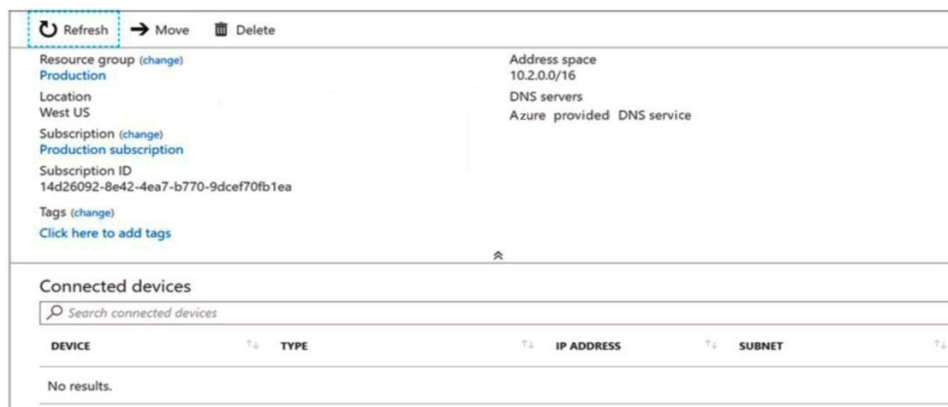 Refresh Move Delete
Resource group (change)
Production
Location
West US
Subscription (change)
Production subscription
Subscription ID
14d26092-8e42-4ea7-b770-9dcef70fb1ea
Tags (change)
Click here to add tags
Address space
10.2.0.0/16
DNS servers
Azure provided DNS service
Connected devices
Search connected devices
DEVICE TYPE IP ADDRESS SUBNET
No results.